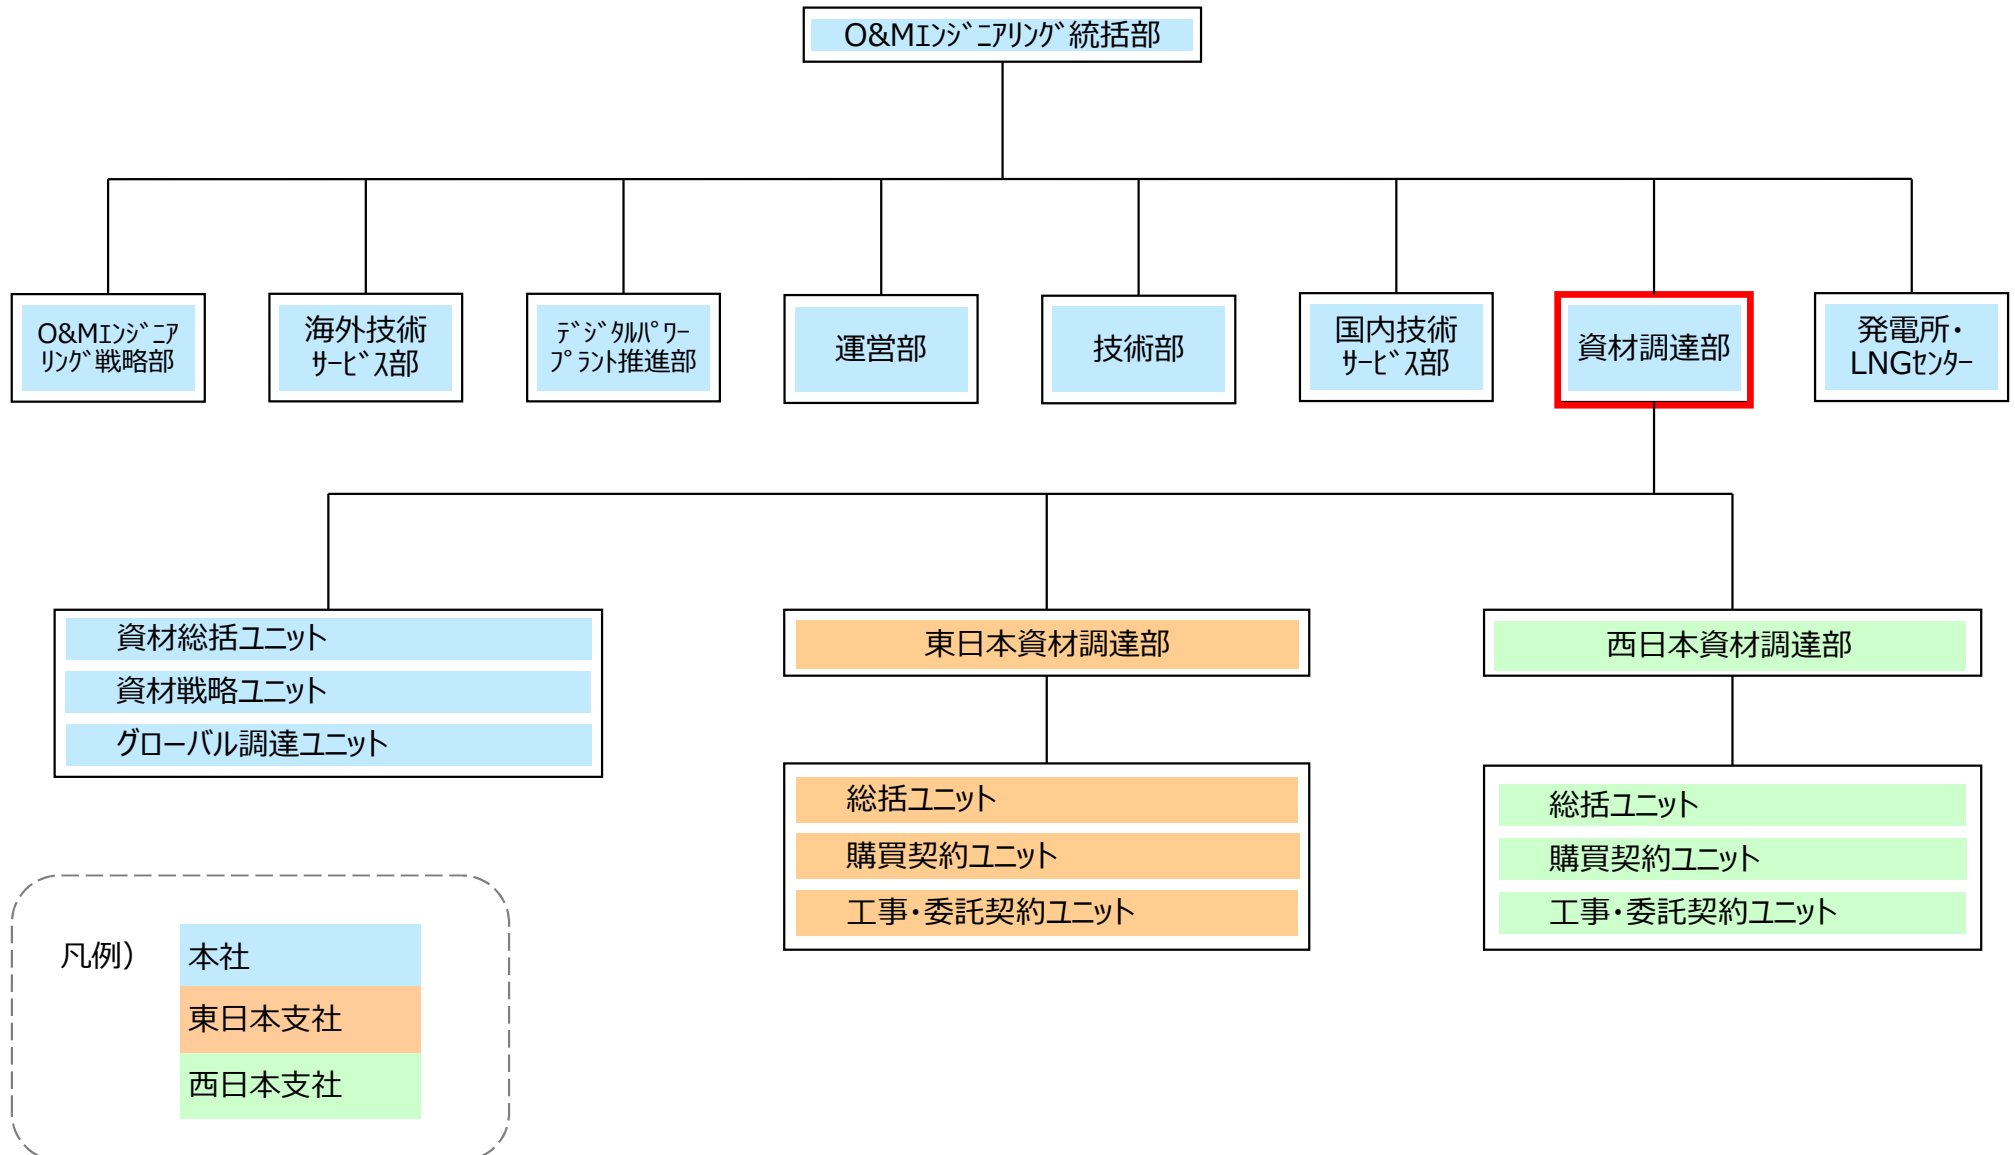 O&Mｴﾝｼﾞﾆｱﾘﾝｸﾞ統括部
O&Mｴﾝｼﾞﾆｱ
ﾘﾝｸﾞ戦略部
海外技術
ｻｰﾋﾞｽ部
ﾃﾞｼﾞﾀﾙﾊﾟﾜｰ
ﾌﾟﾗﾝﾄ推進部
運営部
技術部
国内技術
ｻｰﾋﾞｽ部
資材調達部
発電所・
LNGｾﾝﾀｰ
資材総括ユニット
資材戦略ユニット
グローバル調達ユニット
東日本資材調達部
総括ユニット
購買契約ユニット
工事・委託契約ユニット
西日本資材調達部
総括ユニット
購買契約ユニット
工事・委託契約ユニット
凡例）
本社
東日本支社
西日本支社